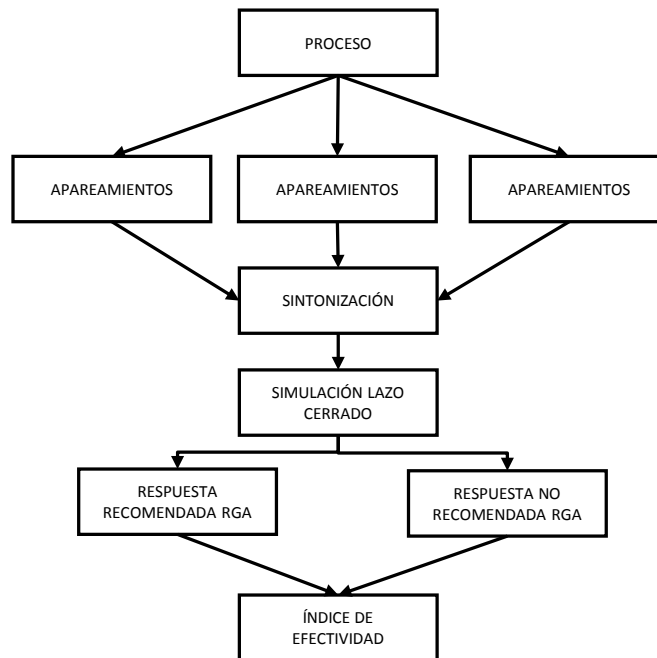 PROCESO
APAREAMIENTOS
APAREAMIENTOS
APAREAMIENTOS
SINTONIZACIÓN
SIMULACIÓN LAZO
CERRADO
RESPUESTA
RECOMENDADA RGA
RESPUESTA NO
RECOMENDADA RGA
ÍNDICE DE
EFECTIVIDAD